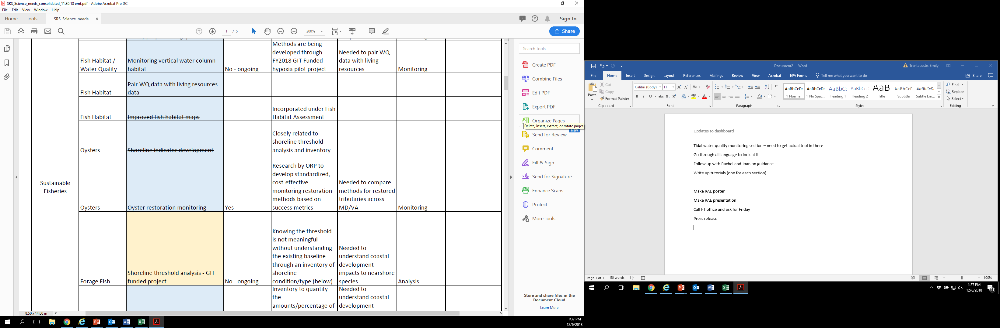 SRS_Science_needs_consolidated_11.30.18 emt.pdf - Adobe Acrobat Pro DC
File Edit View Window Help
Home Tools SRS_Science_needs_... ×
Sign In
1 / 5
200%
Share
Sustainable
Fisheries
Fish Habitat /
Water Quality
Monitoring vertical water column
habitat
No - ongoing
Methods are being
developed through
FY2018 GIT Funded
hypoxia pilot project
Needed to pair WQ
data with living
resources
Monitoring
Fish Habitat
Pair WQ data with living resources
data
Fish Habitat
Improved fish habitat maps
Incorporated under Fish
Habitat Assessment
Oysters
Shoreline indicator development
Closely related to
shoreline threshold
analysis and inventory
Oysters
Oyster restoration monitoring
Yes
Research by ORP to
develop standardized,
cost-effective
monitoring restoration
methods based on
success metrics
Needed to compare
methods for restored
tributaries across
MD/VA
Monitoring
Forage Fish
Shoreline threshold analysis - GIT
funded project
No - ongoing
Knowing the threshold
is not meaningful
without understanding
the existing baseline
through an inventory of
shoreline
condition/type (below)
Needed to
understand coastal
development
impacts to nearshore
species
Analysis
Inventory to quantify
the
amounts/percentage of
Needed to
understand coastal
development
8.50 x 14.00 in
Search tools
Create PDF
Combine Files
Edit PDF
Export PDF
Organize Pages
Delete, insert, extract, or rotate pages
NEW
Send for Review
Comment
Fill & Sign
Send for Signature
Enhance Scans
Protect
More Tools
Store and share files in the
Document Cloud
Learn More
1:37 PM
12/6/2018
Document2 - Word
Trentacoste, Emily
File Home Insert Design Layout References Mailings Review View Acrobat EPA Forms Tell me what you want to do
Share
Paste
Cut
Copy
Format Painter
Clipboard
Calibri (Body) 11
Font
Paragraph
AaBbCcDc AaBbCcDc AaBbCc AaBbCcD AaB AaBbCcD AaBbCcDc
¶ Normal ¶ No Spac... Heading 1 Heading 2 Title Subtitle Subtle Em...
Styles
Find
Replace
Select
Editing
Updates to dashboard
Tidal water quality monitoring section – need to get actual tool in there
Go through all language to look at it
Follow up with Rachel and Joan on guidance
Write up tutorials (one for each section)
Make RAE poster
Make RAE presentation
Call PT office and ask for Friday
Press release
Page 1 of 1 50 words
100%
1:37 PM
12/6/2018
21